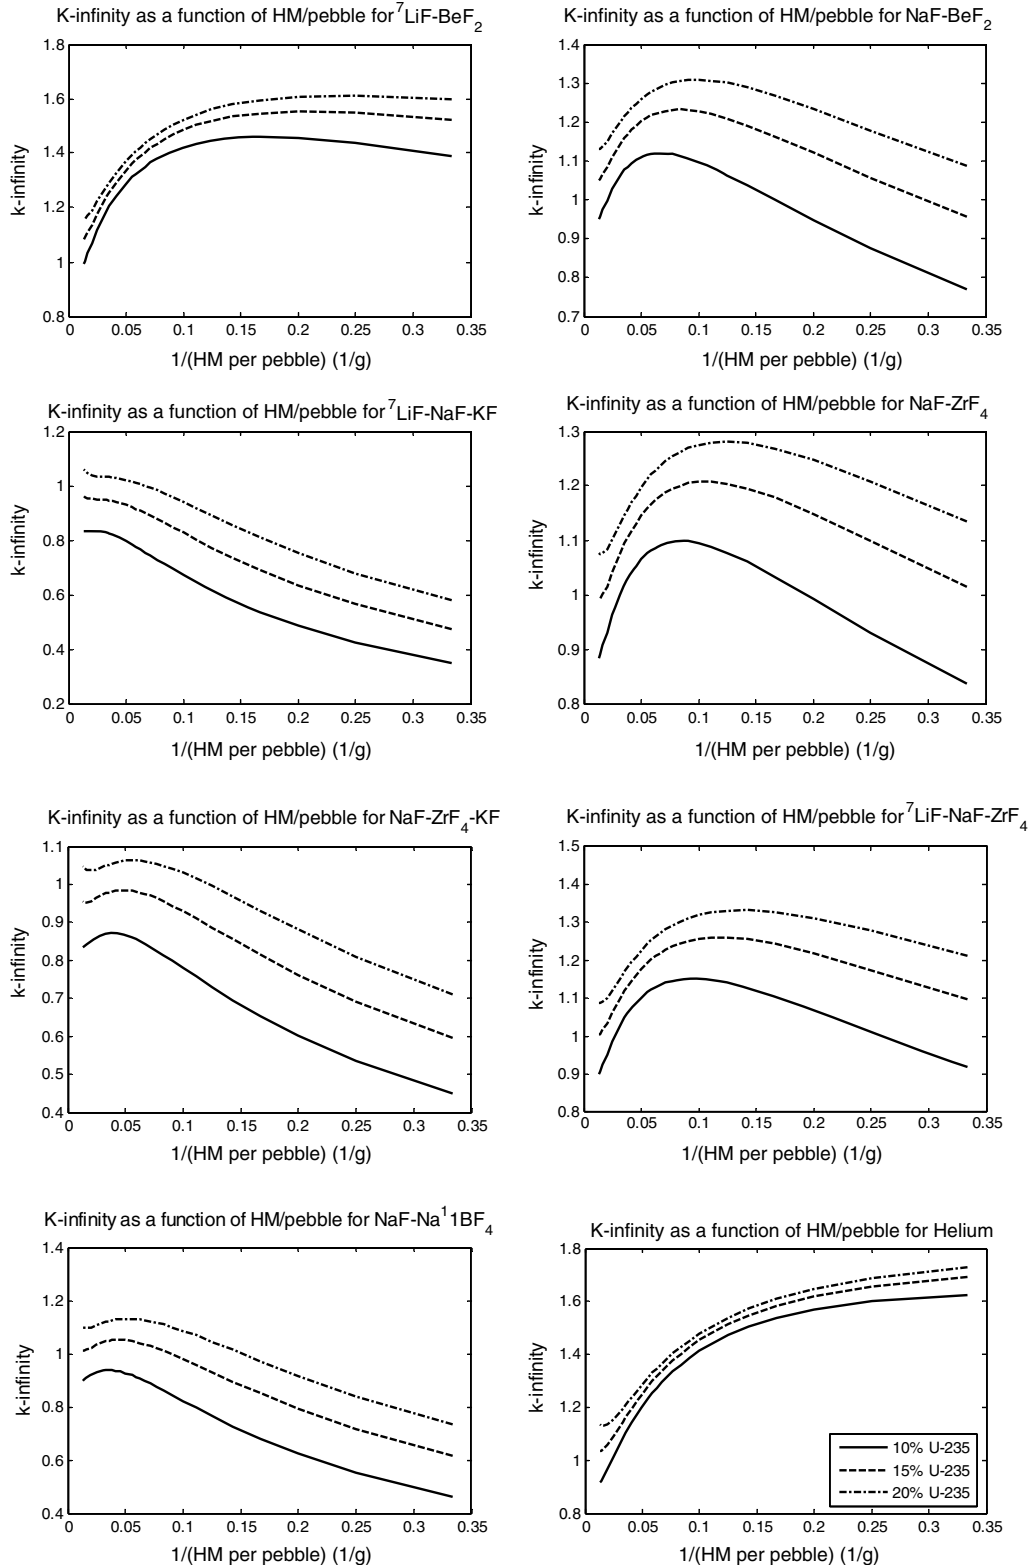 K-infinity as a function of HM/pebble for ⁷LiF-BeF₂
1.8
1.6
1.4
1.2
1
0.8
k-infinity
0 0.05 0.1 0.15 0.2 0.25 0.3 0.35
1/(HM per pebble) (1/g)
K-infinity as a function of HM/pebble for NaF-BeF₂
1.4
1.3
1.2
1.1
1
0.9
0.8
0.7
k-infinity
0 0.05 0.1 0.15 0.2 0.25 0.3 0.35
1/(HM per pebble) (1/g)
K-infinity as a function of HM/pebble for ⁷LiF-NaF-KF
1.2
1
0.8
0.6
0.4
0.2
k-infinity
0 0.05 0.1 0.15 0.2 0.25 0.3 0.35
1/(HM per pebble) (1/g)
K-infinity as a function of HM/pebble for NaF-ZrF₄
1.3
1.2
1.1
1
0.9
0.8
k-infinity
0 0.05 0.1 0.15 0.2 0.25 0.3 0.35
1/(HM per pebble) (1/g)
K-infinity as a function of HM/pebble for NaF-ZrF₄-KF
1.1
1
0.9
0.8
0.7
0.6
0.5
0.4
k-infinity
0 0.05 0.1 0.15 0.2 0.25 0.3 0.35
1/(HM per pebble) (1/g)
K-infinity as a function of HM/pebble for ⁷LiF-NaF-ZrF₄
1.5
1.4
1.3
1.2
1.1
1
0.9
0.8
k-infinity
0 0.05 0.1 0.15 0.2 0.25 0.3 0.35
1/(HM per pebble) (1/g)
K-infinity as a function of HM/pebble for NaF-Na¹1BF₄
1.4
1.2
1
0.8
0.6
0.4
k-infinity
0 0.05 0.1 0.15 0.2 0.25 0.3 0.35
1/(HM per pebble) (1/g)
K-infinity as a function of HM/pebble for Helium
1.8
1.6
1.4
1.2
1
0.8
k-infinity
10% U-235
15% U-235
20% U-235
0 0.05 0.1 0.15 0.2 0.25 0.3 0.35
1/(HM per pebble) (1/g)